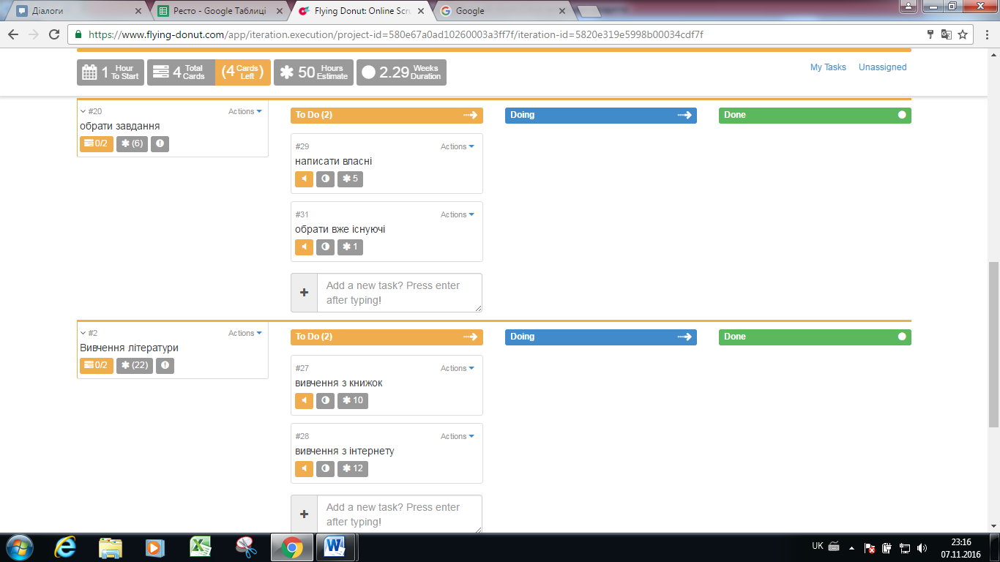 Діалоги
Ресто - Google Таблиці
Flying Donut: Online Scru
Google
https://www.flying-donut.com/app/iteration.execution/project-id=580e67a0ad10260003a3ff7f/iteration-id=5820e319e5998b00034cdf7f
1 Hour To Start
4 Total Cards
(4 Cards Left)
50 Hours Estimate
2.29 Weeks Duration
My Tasks Unassigned
#20 Actions
обрати завдання
0/2 (6)
To Do (2)
Doing
Done
#29 Actions
написати власні
5
#31 Actions
обрати вже існуючі
1
Add a new task? Press enter
after typing!
#2 Actions
Вивчення літератури
0/2 (22)
To Do (2)
Doing
Done
#27 Actions
вивчення з книжок
10
#28 Actions
вивчення з інтернету
12
Add a new task? Press enter
after typing!
UK
23:16
07.11.2016